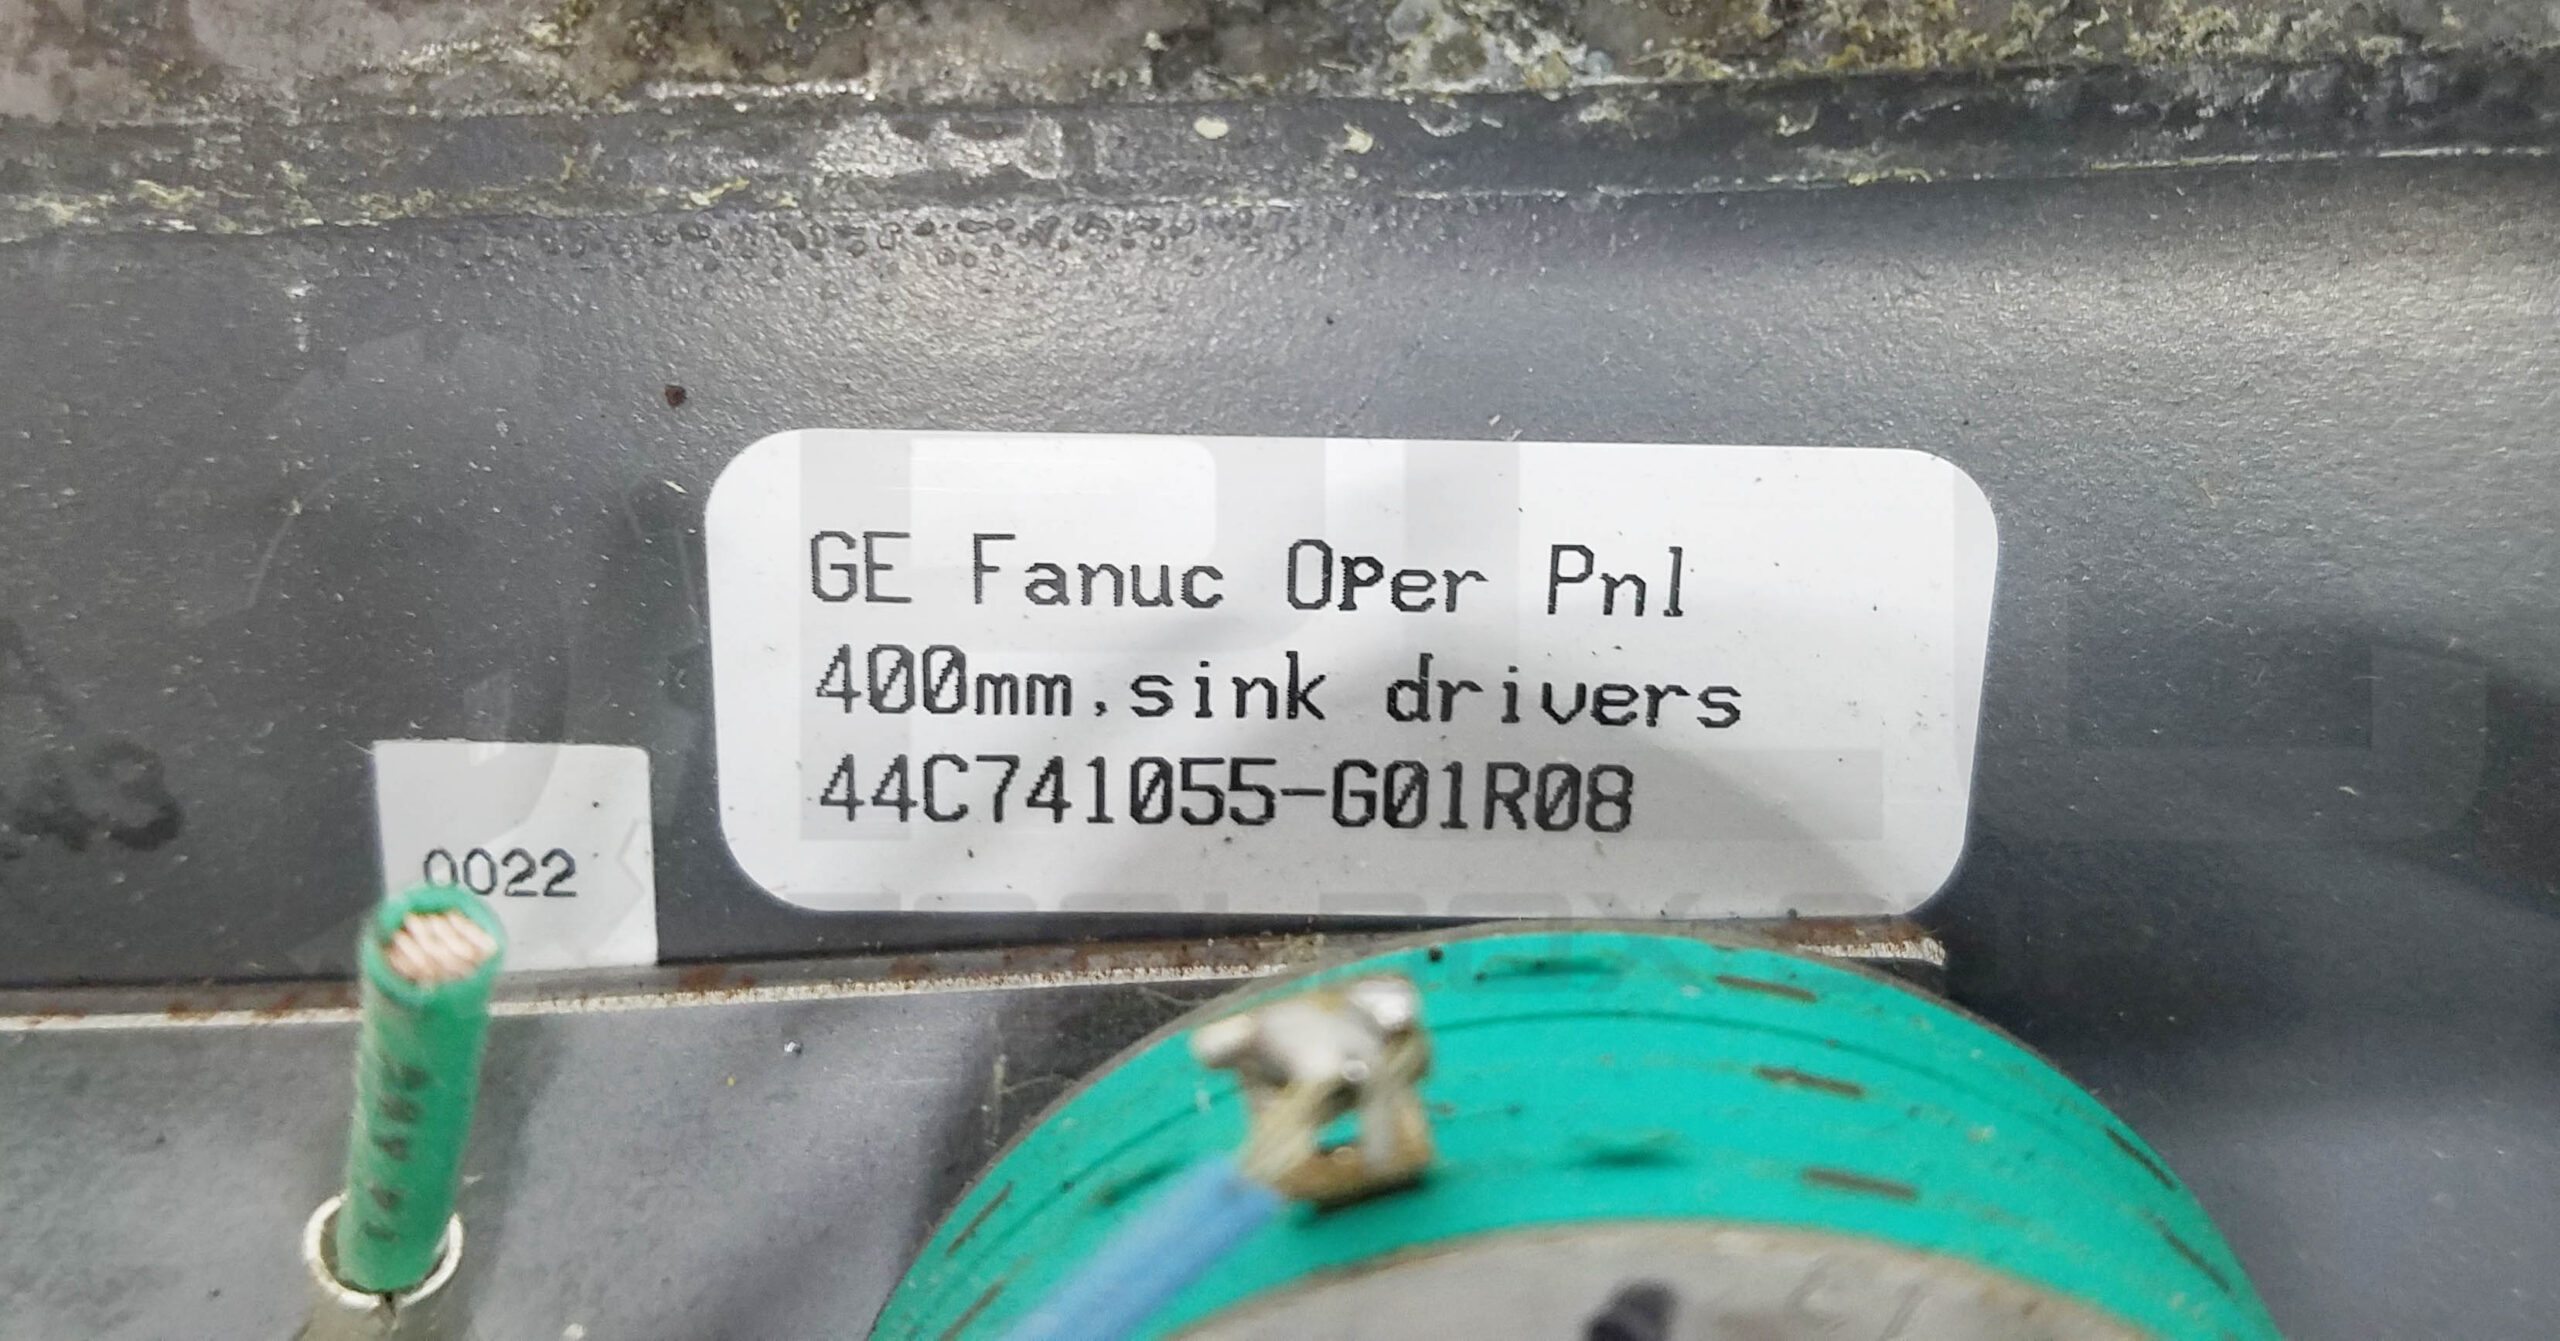 GE Fanuc Oper Pnl
400mm,sink drivers
44C741055-G01R08
0022